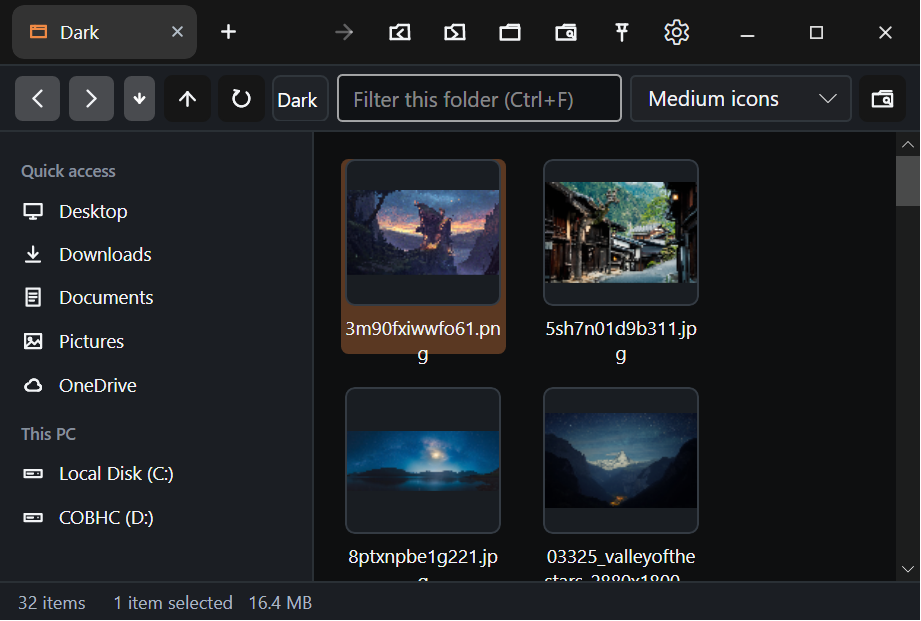 Dark
Dark
Filter this folder (Ctrl+F)
Medium icons
Quick access
Desktop
Downloads
Documents
Pictures
OneDrive
This PC
Local Disk (C:)
COBHC (D:)
3m90fxiwwfo61.pn
g
5sh7n01d9b311.jp
g
8ptxnpbe1g221.jp
g
03325_valleyofthe
stars_2880x1800
32 items
1 item selected
16.4 MB